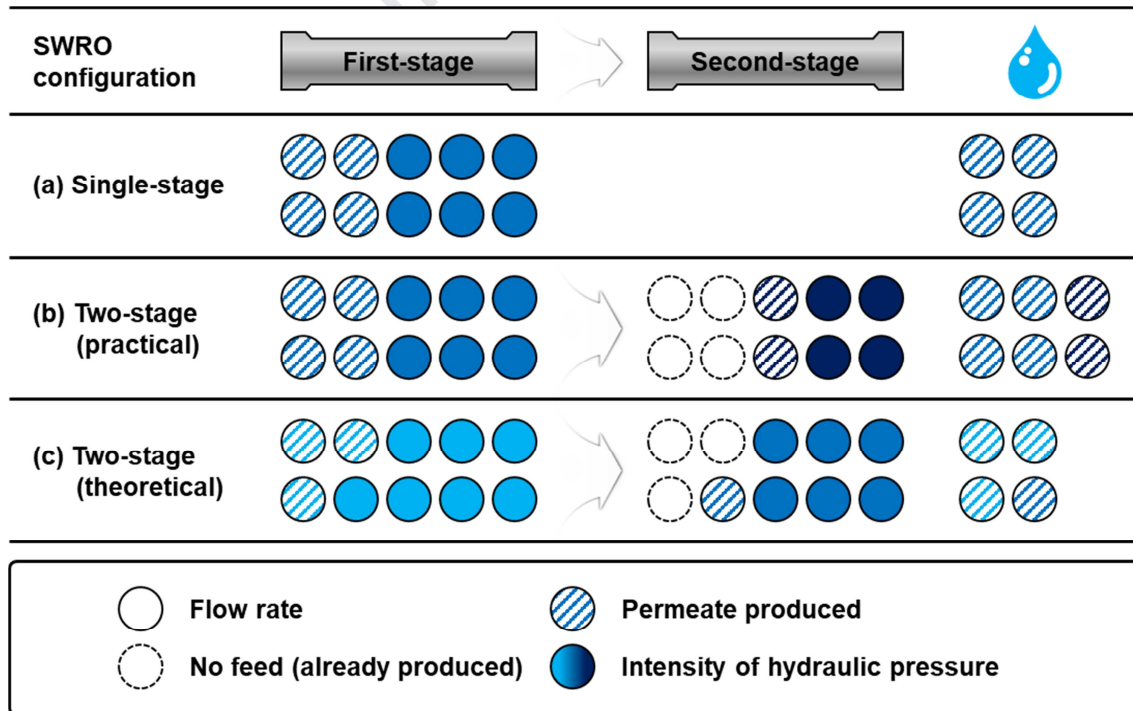 SWRO
configuration
First-stage
Second-stage
(a) Single-stage
(b) Two-stage
(practical)
(c) Two-stage
(theoretical)
Flow rate
Permeate produced
No feed (already produced)
Intensity of hydraulic pressure